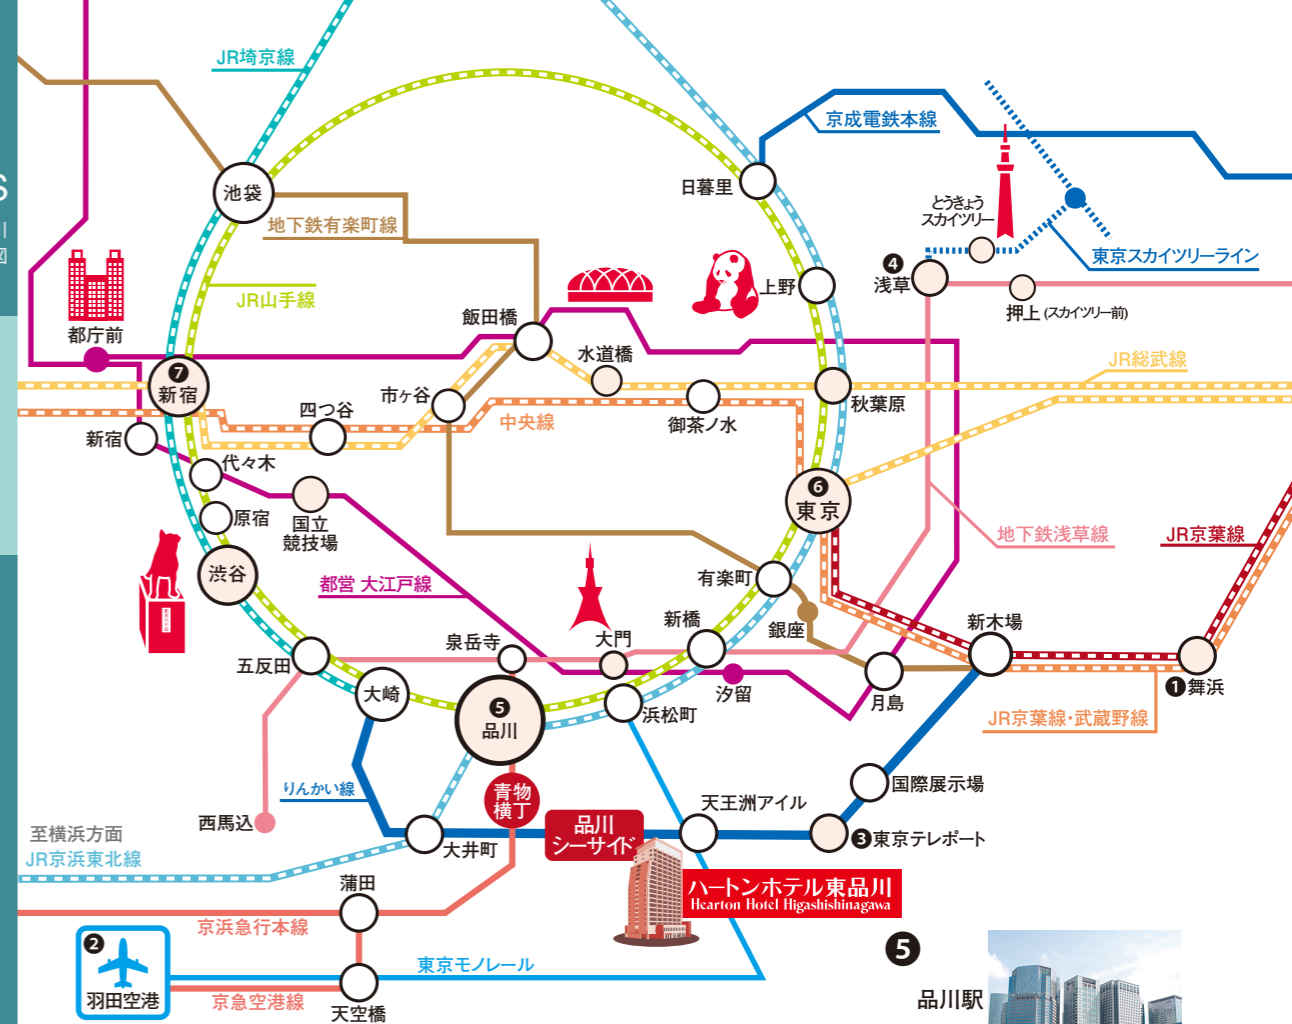 S
川
図
JR埼京線
京成電鉄本線
池袋
日暮里
地下鉄有楽町線
とうきょう
スカイツリー
東京スカイツリーライン
4
浅草
押上 (スカイツリー前)
JR山手線
上野
都庁前
飯田橋
水道橋
JR総武線
7
新宿
市ヶ谷
秋葉原
四つ谷
中央線
御茶ノ水
新宿
代々木
6
東京
原宿
国立
競技場
地下鉄浅草線
JR京葉線
渋谷
都営 大江戸線
有楽町
銀座
新橋
新木場
泉岳寺
大門
五反田
大崎
汐留
月島
1 舞浜
5
品川
浜松町
JR京葉線・武蔵野線
りんかい線
青物
横丁
国際展示場
西馬込
品川
シーサイド
天王洲アイル
3 東京テレポート
至横浜方面
JR京浜東北線
大井町
蒲田
ハートンホテル東品川
Hearton Hotel Higashishinagawa
京浜急行本線
2
羽田空港
東京モノレール
京急空港線
天空橋
5
品川駅